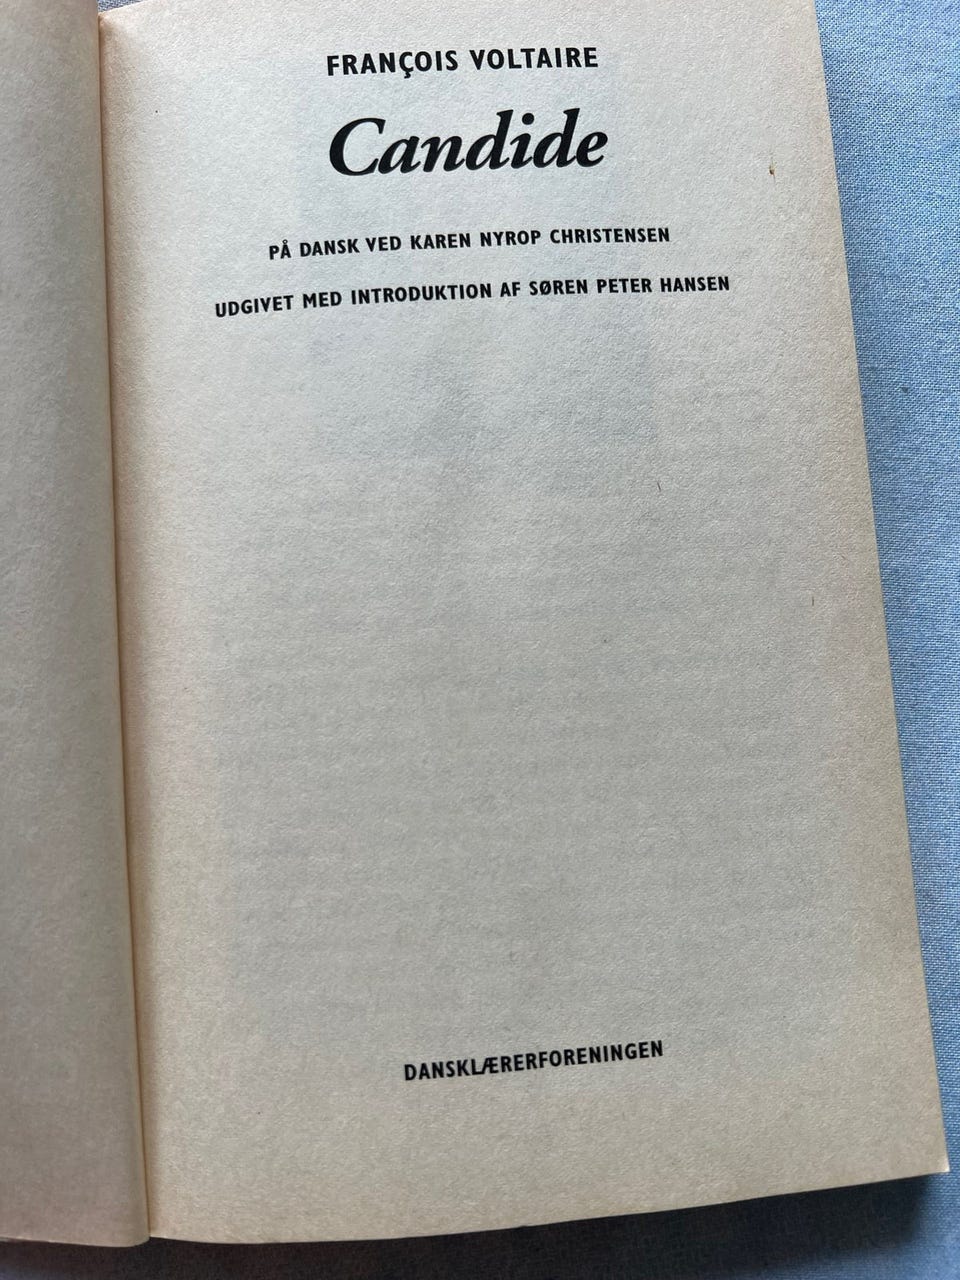 FRANÇOIS VOLTAIRE
Candide
PÅ DANSK VED KAREN NYROP CHRISTENSEN
UDGIVET MED INTRODUKTION AF SØREN PETER HANSEN
DANSKLÆRERFORENINGEN